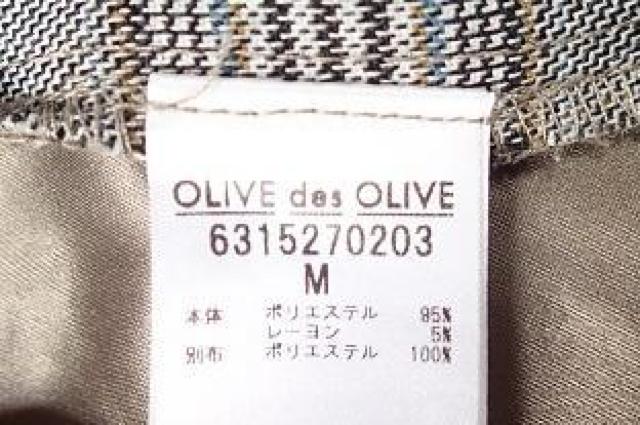 OLIVE des OLIVE
6315270203
M
本体 ポリエステル 95%
レーヨン 5%
別布 ポリエステル 100%